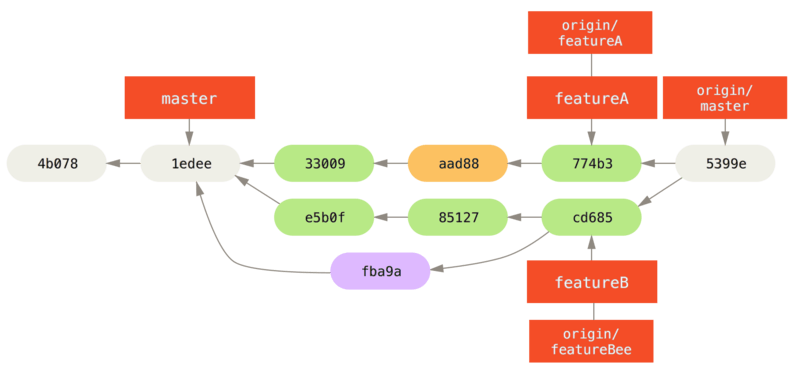 origin/
featureA
master
featureA
origin/
master
4b078
1edee
33009
aad88
774b3
5399e
e5b0f
85127
cd685
fba9a
featureB
origin/
featureBee